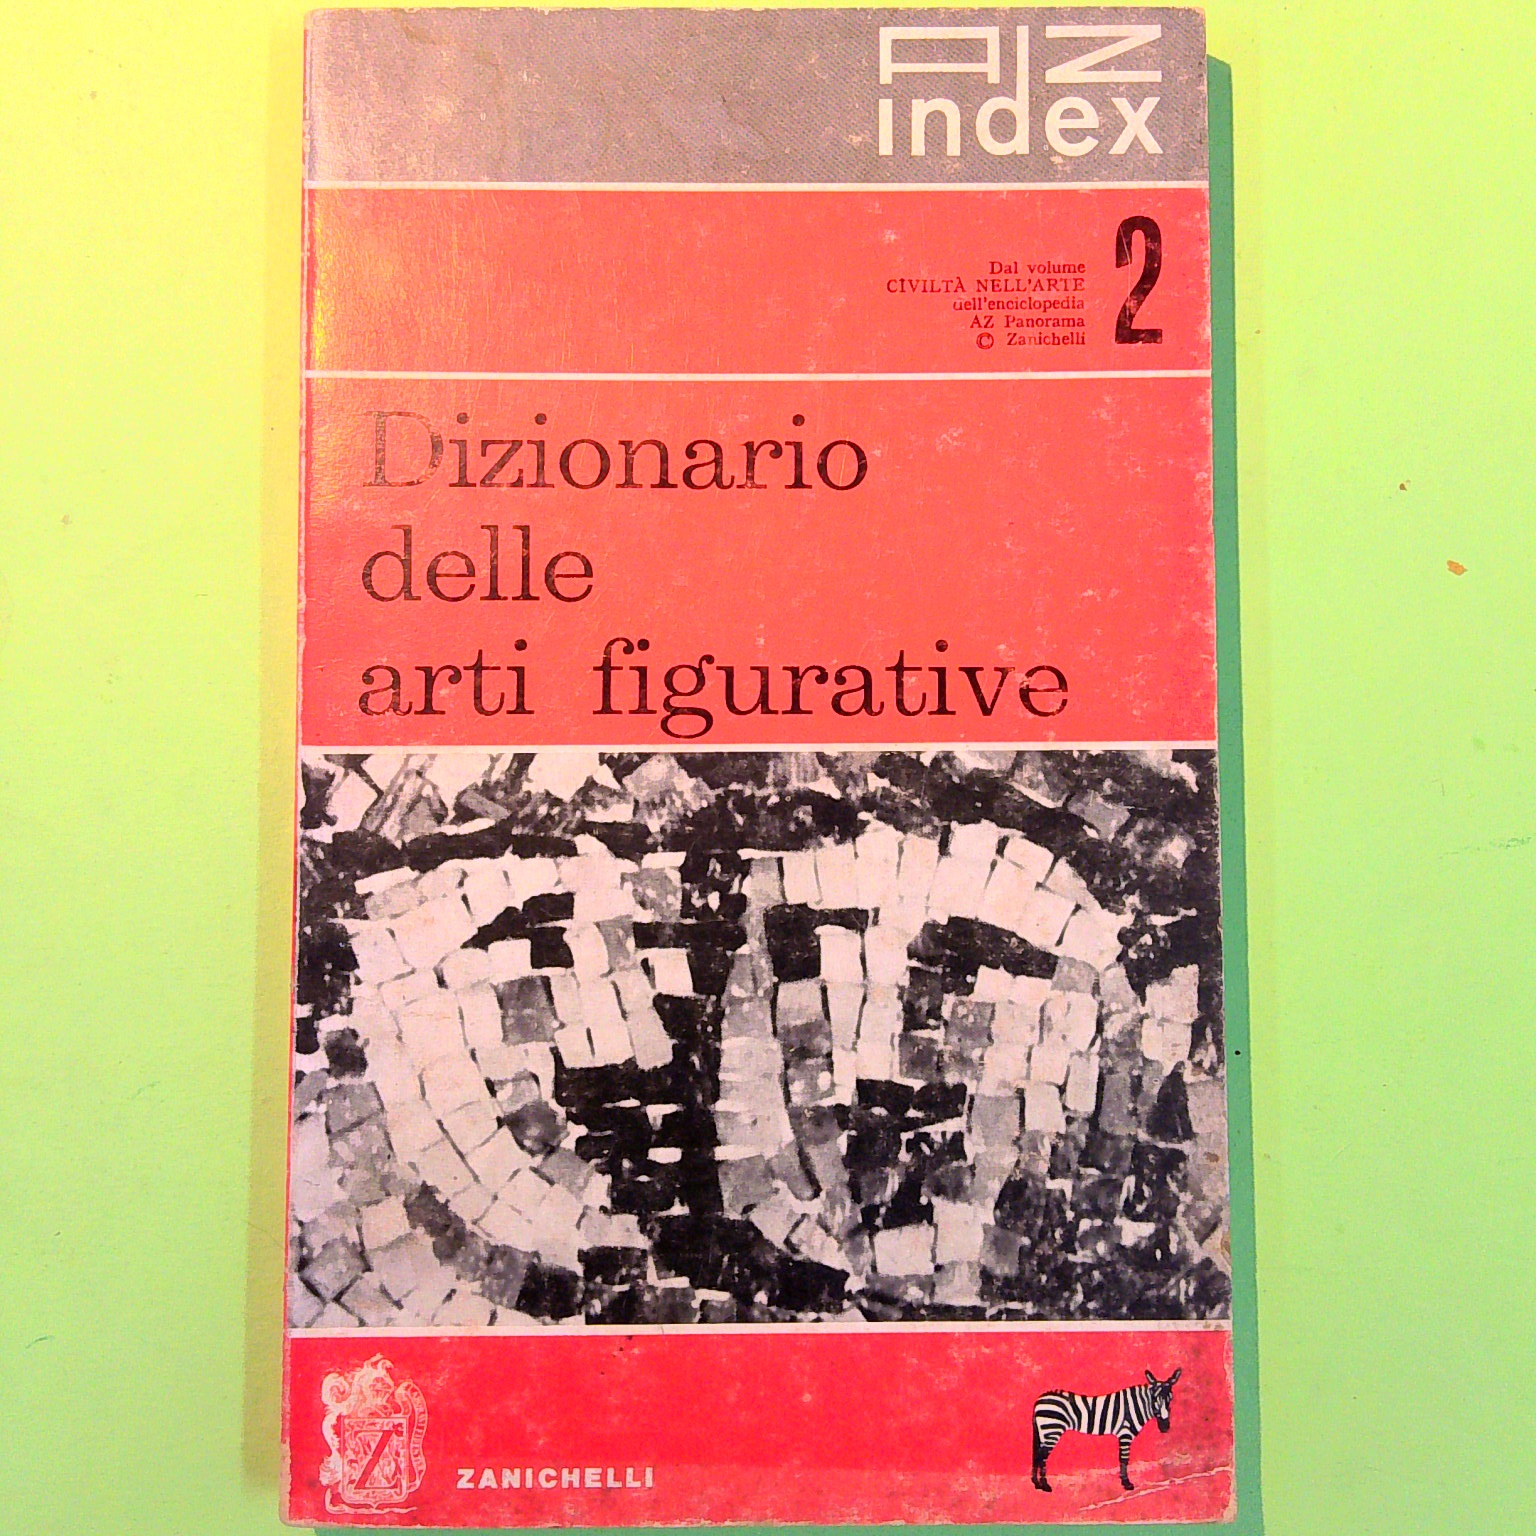 AZ
index
2
Dal volume
CIVILTÀ NELL'ARTE
dell'enciclopedia
AZ Panorama
© Zanichelli
Dizionario
delle
arti figurative
Z
ZANICHELLI